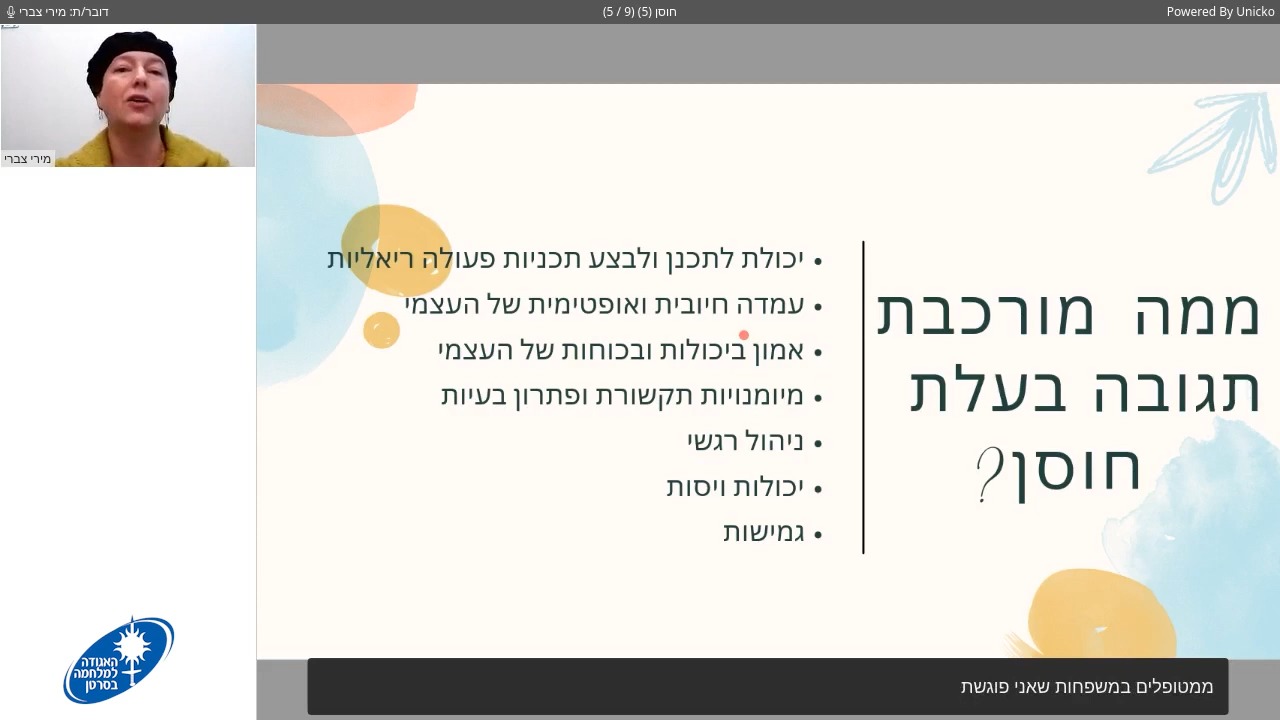 דובר/ת: מירי צברי
חוסן (5) (9 / 5)
Powered By Unicko
מירי צברי
ממה מורכבת
תגובה בעלת
חוסן?
• יכולת לתכנן ולבצע תכניות פעולה ריאליות
• עמדה חיובית ואופטימית של העצמי
• אמון ביכולות ובכוחות של העצמי
• מיומנויות תקשורת ופתרון בעיות
• ניהול רגשי
• יכולות ויסות
• גמישות
האגודה
למלחמה
בסרטן
ממטופלים במשפחות שאני פוגשת